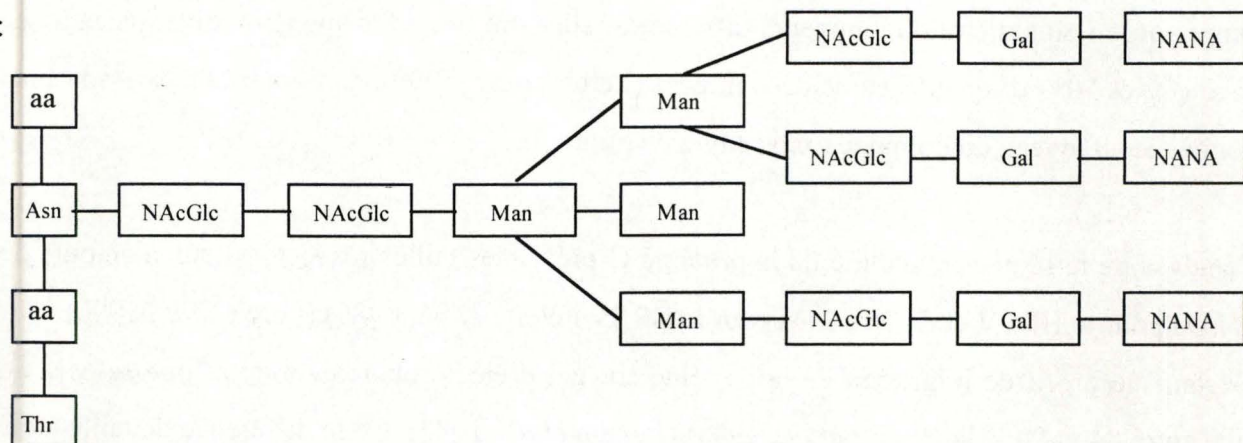 NAcGlc Gal NANA
aa Man
NAcGlc Gal NANA
Asn NAcGlc NAcGlc Man Man
aa Man NAcGlc Gal NANA
Thr